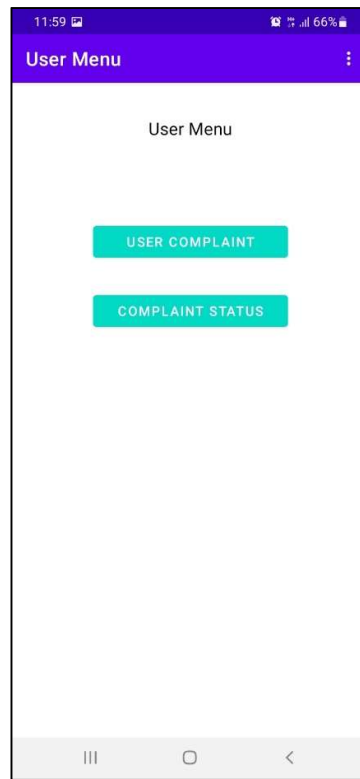 11:59 66%
User Menu
User Menu
USER COMPLAINT
COMPLAINT STATUS